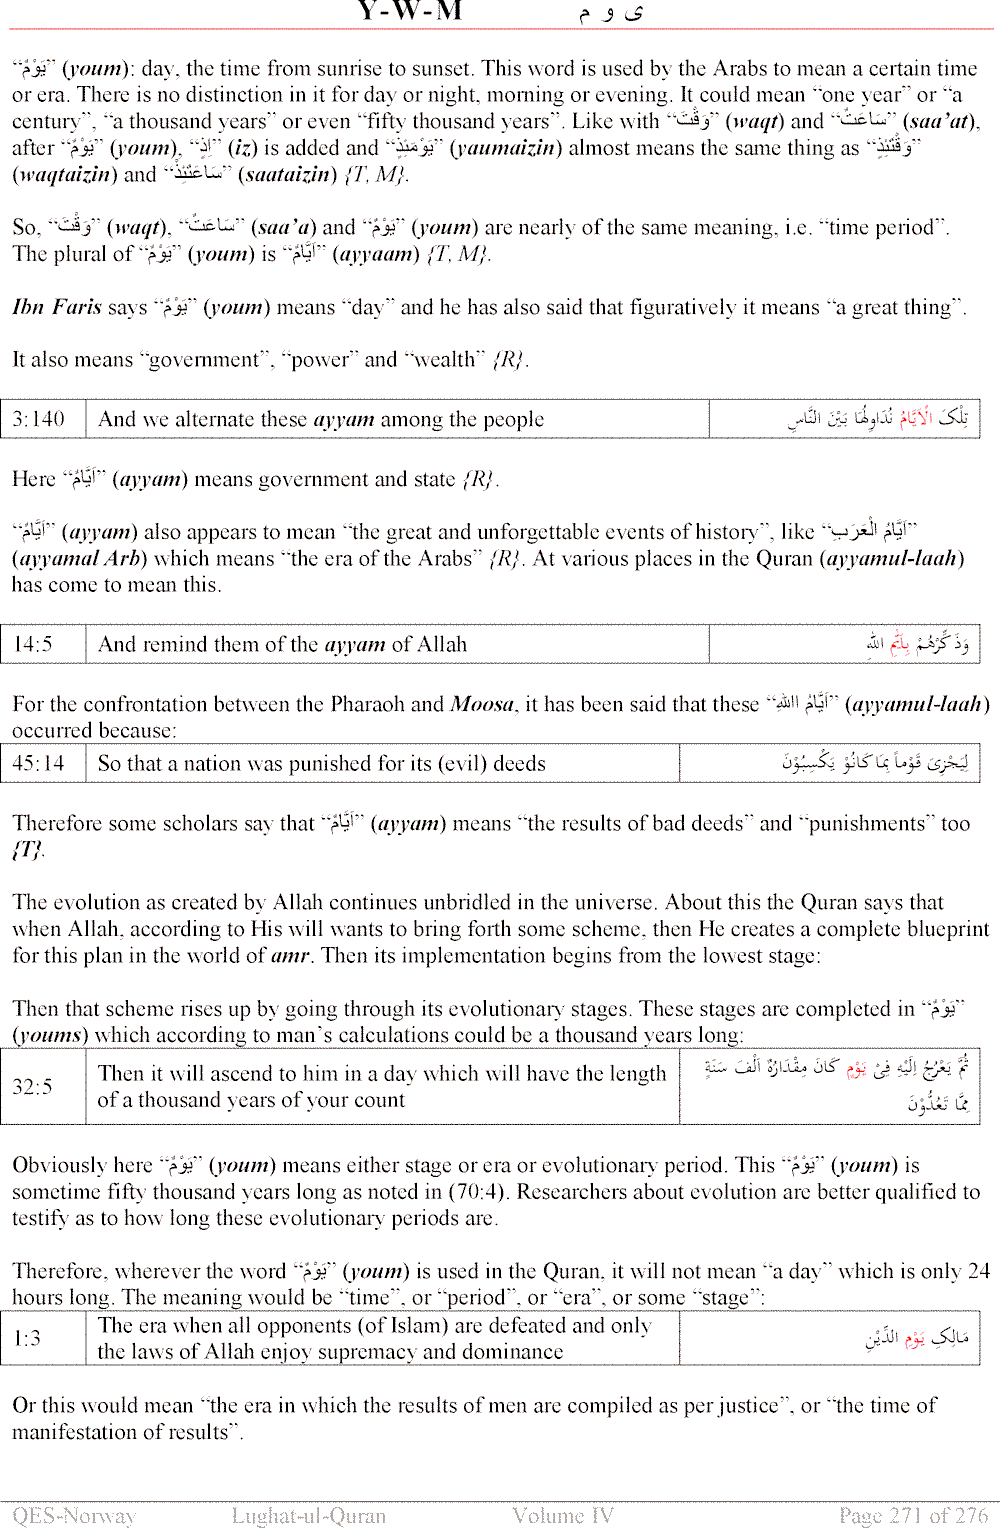 Y-W-M ی و م
“یَوْمٌ” (youm): day, the time from sunrise to sunset. This word is used by the Arabs to mean a certain time
or era. There is no distinction in it for day or night, morning or evening. It could mean “one year” or “a
century”, “a thousand years” or even “fifty thousand years”. Like with “وَقْتٌ” (waqt) and “سَاعَتٌ” (saa’at),
after “یَوْمٌ” (youm), “اِذٍ” (iz) is added and “یَوْمَئِذٍ” (yaumaizin) almost means the same thing as “وَقْتَئِذٍ”
(waqtaizin) and “سَاعَتَئِذٍ” (saataizin) {T, M}.
So, “وَقْتٌ” (waqt), “سَاعَتٌ” (saa’a) and “یَوْمٌ” (youm) are nearly of the same meaning, i.e. “time period”.
The plural of “یَوْمٌ” (youm) is “اَیَّامٌ” (ayyaam) {T, M}.
Ibn Faris says “یَوْمٌ” (youm) means “day” and he has also said that figuratively it means “a great thing”.
It also means “government”, “power” and “wealth” {R}.
3:140 And we alternate these ayyam among the people تِلْکَ الْاَیَّامُ نُدَاوِلُهَا بَیْنَ النَّاسِ
Here “اَیَّامٌ” (ayyam) means government and state {R}.
“اَیَّامٌ” (ayyam) also appears to mean “the great and unforgettable events of history”, like “اَیَّامُ الْعَرَبِ”
(ayyamal Arb) which means “the era of the Arabs” {R}. At various places in the Quran (ayyamul-laah)
has come to mean this.
14:5 And remind them of the ayyam of Allah وَذَکِّرْهُمْ بِاَیّٰمِ اللّٰهِ
For the confrontation between the Pharaoh and Moosa, it has been said that these “اَیَّامُ اللّٰهِ” (ayyamul-laah)
occurred because:
45:14 So that a nation was punished for its (evil) deeds لِیَجْزِیَ قَوْماً بِمَا کَانُوْ یَکْسِبُوْنَ
Therefore some scholars say that “اَیَّامٌ” (ayyam) means “the results of bad deeds” and “punishments” too
{T}.
The evolution as created by Allah continues unbridled in the universe. About this the Quran says that
when Allah, according to His will wants to bring forth some scheme, then He creates a complete blueprint
for this plan in the world of amr. Then its implementation begins from the lowest stage:
Then that scheme rises up by going through its evolutionary stages. These stages are completed in “یَوْمٌ”
(youms) which according to man’s calculations could be a thousand years long:
32:5 Then it will ascend to him in a day which will have the length ثُمَّ یَعْرُجُ اِلَیْهِ فِیْ یَوْمٍ کَانَ مِقْدَارُهٗ اَلْفَ سَنَةٍ
of a thousand years of your count مِمَّا تَعُدُّوْنَ
Obviously here “یَوْمٌ” (youm) means either stage or era or evolutionary period. This “یَوْمٌ” (youm) is
sometime fifty thousand years long as noted in (70:4). Researchers about evolution are better qualified to
testify as to how long these evolutionary periods are.
Therefore, wherever the word “یَوْمٌ” (youm) is used in the Quran, it will not mean “a day” which is only 24
hours long. The meaning would be “time”, or “period”, or “era”, or some “stage”:
1:3 The era when all opponents (of Islam) are defeated and only
the laws of Allah enjoy supremacy and dominance مَالِکِ یَوْمِ الدِّیْنِ
Or this would mean “the era in which the results of men are compiled as per justice”, or “the time of
manifestation of results”.
QES-Norway Lughat-ul-Quran Volume IV Page 271 of 276